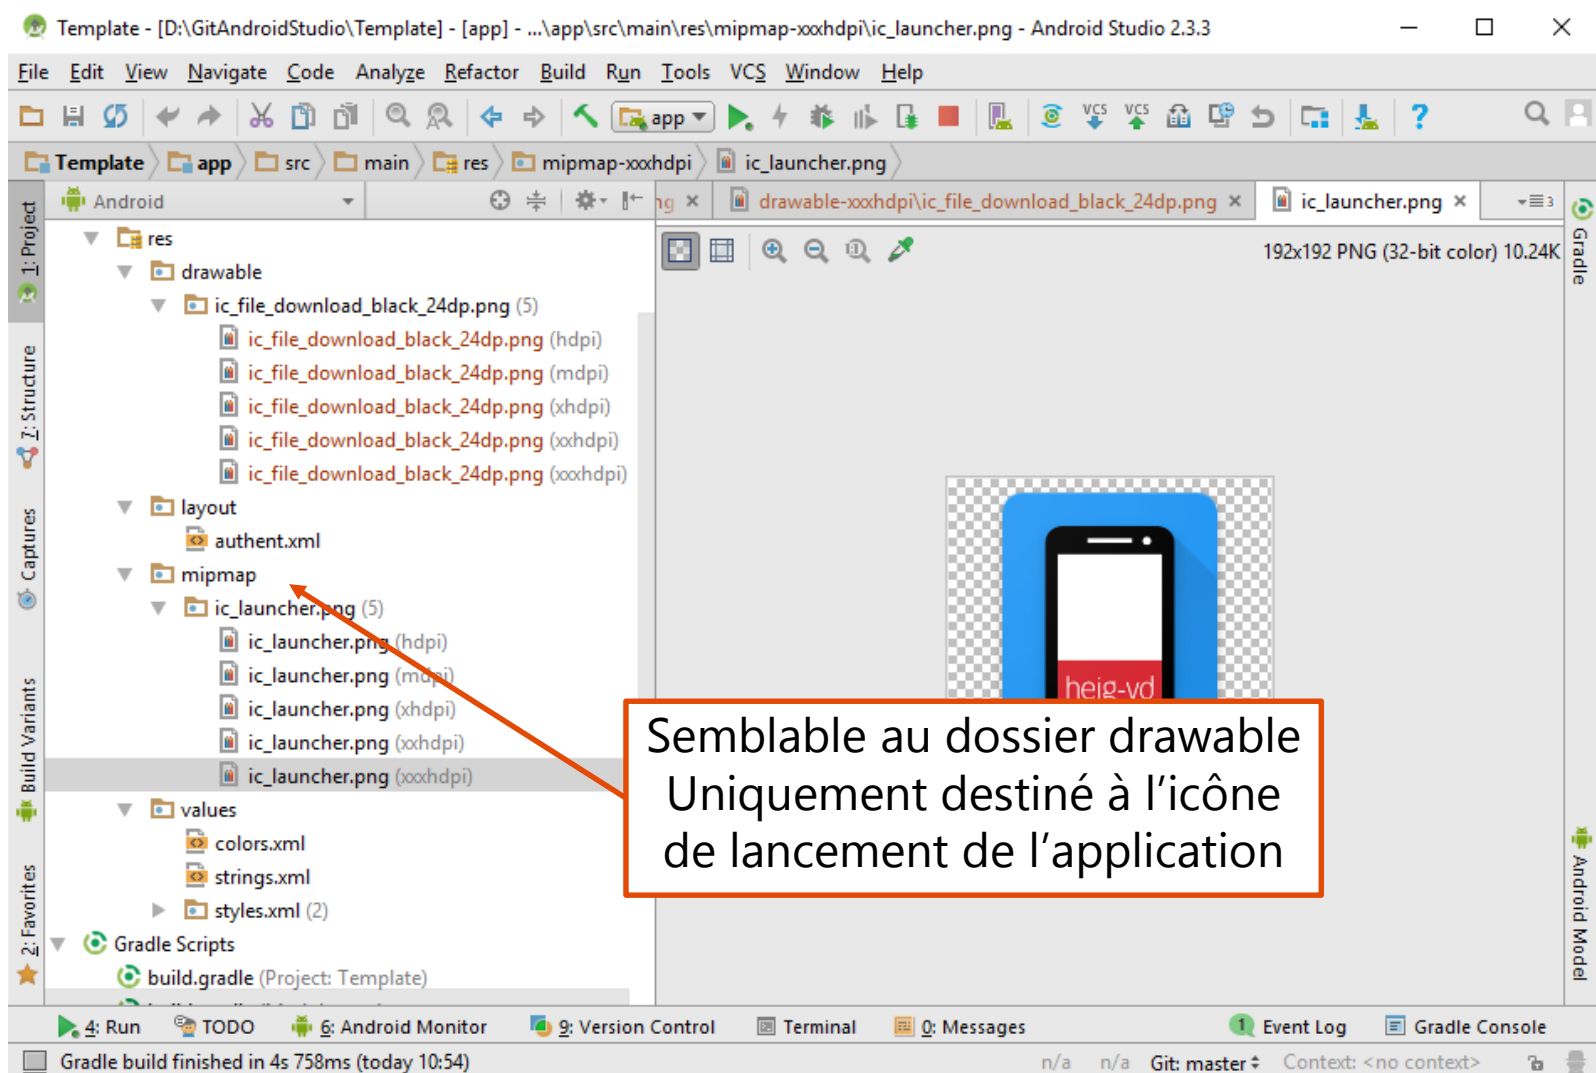 Template - [D:\GitAndroidStudio\Template] - [app] - ...\app\src\main\res\mipmap-xxxhdpi\ic_launcher.png - Android Studio 2.3.3
File Edit View Navigate Code Analyze Refactor Build Run Tools VCS Window Help
app VCS VCS ?
Template app src main res mipmap-xxxhdpi ic_launcher.png
Android
ng drawable-xxxhdpi\ic_file_download_black_24dp.png ic_launcher.png 3
192x192 PNG (32-bit color) 10.24K
1: Project
7: Structure
Captures
Build Variants
2: Favorites
res
drawable
ic_file_download_black_24dp.png (5)
ic_file_download_black_24dp.png (hdpi)
ic_file_download_black_24dp.png (mdpi)
ic_file_download_black_24dp.png (xhdpi)
ic_file_download_black_24dp.png (xxhdpi)
ic_file_download_black_24dp.png (xxxhdpi)
layout
authent.xml
mipmap
ic_launcher.png (5)
ic_launcher.png (hdpi)
ic_launcher.png (mdpi)
ic_launcher.png (xhdpi)
ic_launcher.png (xxhdpi)
ic_launcher.png (xxxhdpi)
values
colors.xml
strings.xml
styles.xml (2)
Gradle Scripts
build.gradle (Project: Template)
heig-vd
Semblable au dossier drawable
Uniquement destiné à l’icône
de lancement de l’application
Gradle
Android Model
4: Run TODO 6: Android Monitor 9: Version Control Terminal 0: Messages 1 Event Log Gradle Console
Gradle build finished in 4s 758ms (today 10:54) n/a n/a Git: master Context: <no context>